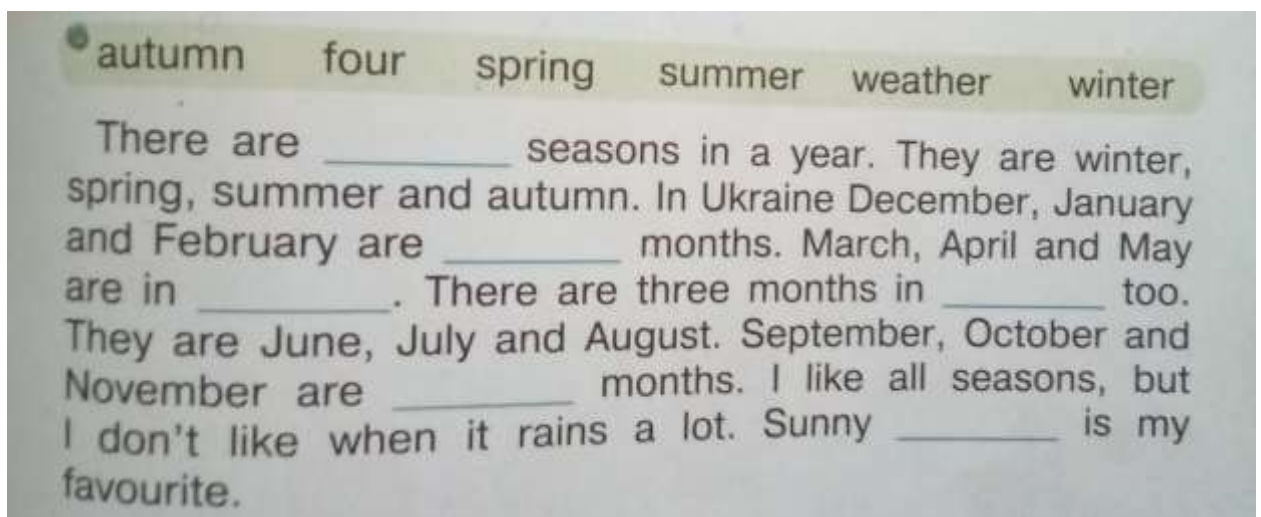 autumn four spring summer weather winter
There are ________ seasons in a year. They are winter,
spring, summer and autumn. In Ukraine December, January
and February are ________ months. March, April and May
are in ________. There are three months in ________ too.
They are June, July and August. September, October and
November are ________ months. I like all seasons, but
I don't like when it rains a lot. Sunny ________ is my
favourite.